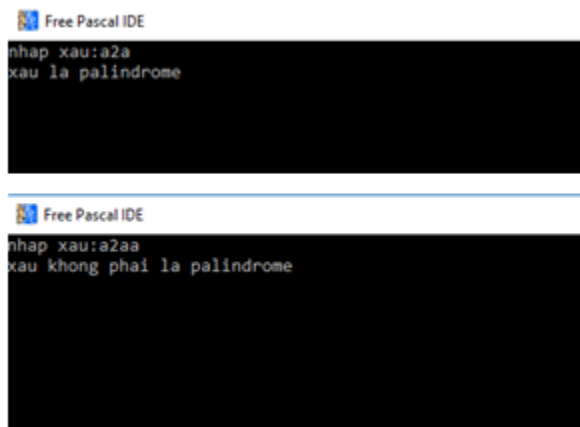 Free Pascal IDE
nhap xau:a2a
xau la palindrome
Free Pascal IDE
nhap xau:a2aa
xau khong phai la palindrome